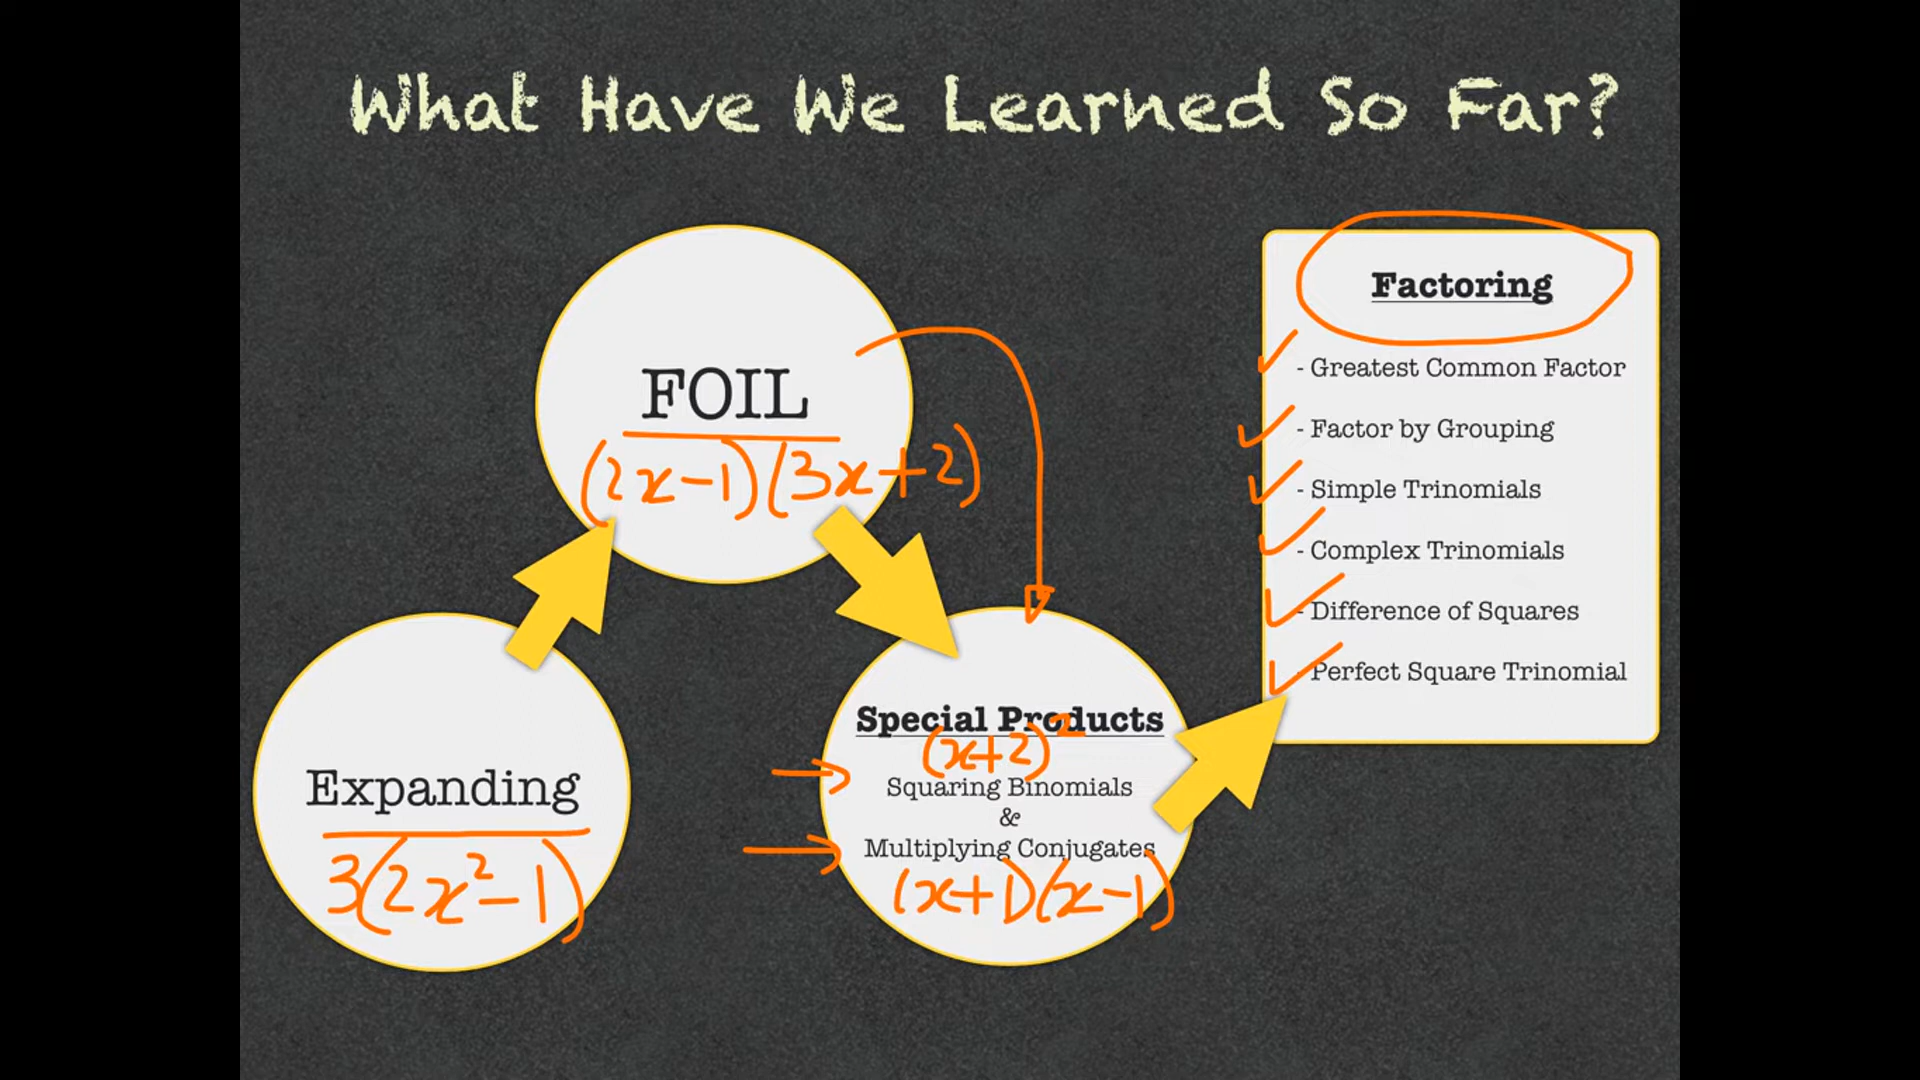 What Have We Learned So Far?
FOIL
(2x-1)(3x+2)
Expanding
3(2x²-1)
Special Products
(x+2)²
Squaring Binomials
&
Multiplying Conjugates
(x+1)(x-1)
Factoring
- Greatest Common Factor
- Factor by Grouping
- Simple Trinomials
- Complex Trinomials
- Difference of Squares
- Perfect Square Trinomial